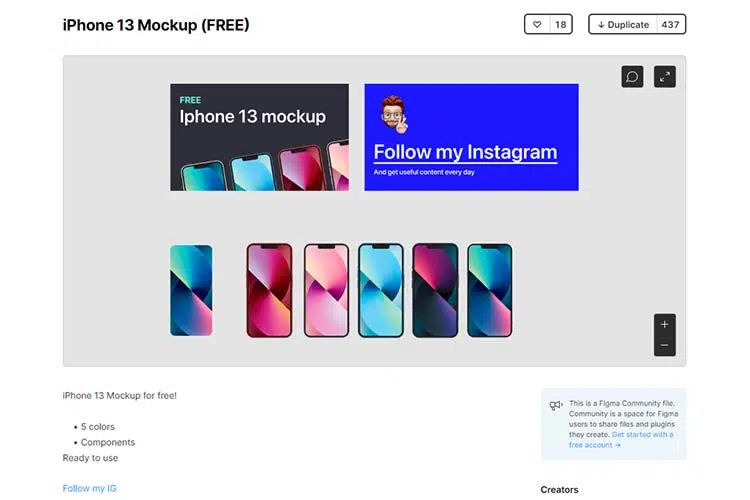 iPhone 13 Mockup (FREE)
18
Duplicate
437
FREE
Iphone 13 mockup
Follow my Instagram
And get useful content every day
iPhone 13 Mockup for free!
• 5 colors
• Components
Ready to use
Follow my IG
This is a Figma Community file.
Community is a space for Figma
users to share files and plugins
they create. Get started with a
free account →
Creators